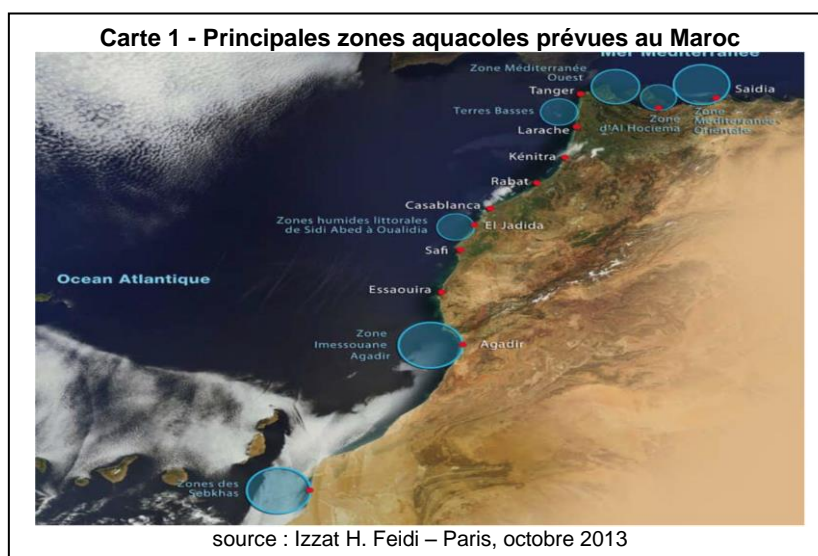 Carte 1 - Principales zones aquacoles prévues au Maroc
Mer Méditerranée
Zone Méditerranée
Ouest
Tanger
Saidia
Terres Basses
Zone
d'Al Hociema
Zone
Méditerranée
Orientale
Larache
Kénitra
Rabat
Casablanca
Zones humides littorales
de Sidi Abed à Oualidia
El Jadida
Safi
Ocean Atlantique
Essaouira
Zone
Imessouane
Agadir
Agadir
Zones des
Sebkhas
source : Izzat H. Feidi – Paris, octobre 2013